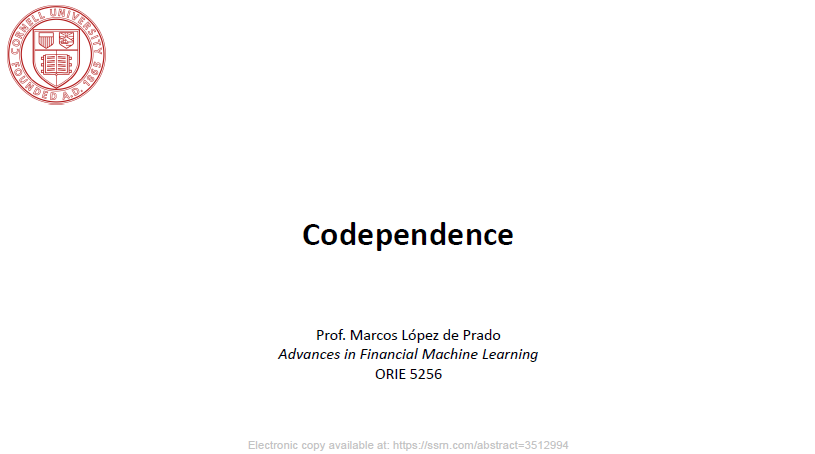 CORNELL UNIVERSITY
FOUNDED A.D. 1865
Codependence
Prof. Marcos López de Prado
Advances in Financial Machine Learning
ORIE 5256
Electronic copy available at: https://ssrn.com/abstract=3512994